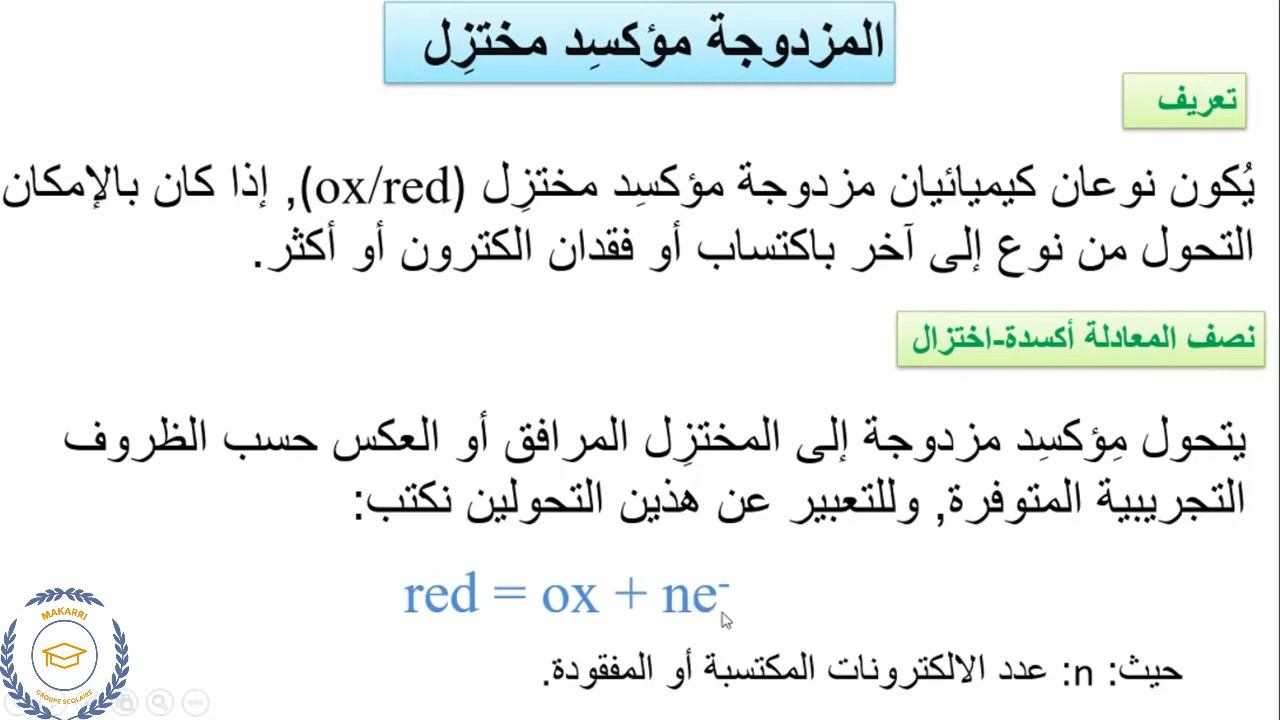 المزدوجة مؤكسِد مختزِل
تعريف
يُكون نوعان كيميائيان مزدوجة مؤكسِد مختزِل (ox/red), إذا كان بالإمكان
التحول من نوع إلى آخر باكتساب أو فقدان الكترون أو أكثر.
نصف المعادلة أكسدة-اختزال
يتحول مِؤكسِد مزدوجة إلى المختزِل المرافق أو العكس حسب الظروف
التجريبية المتوفرة, وللتعبير عن هذين التحولين نكتب:
red = ox + ne⁻
حيث: n: عدد الالكترونات المكتسبة أو المفقودة.
MAKARRI
GROUPE SCOLAIRE